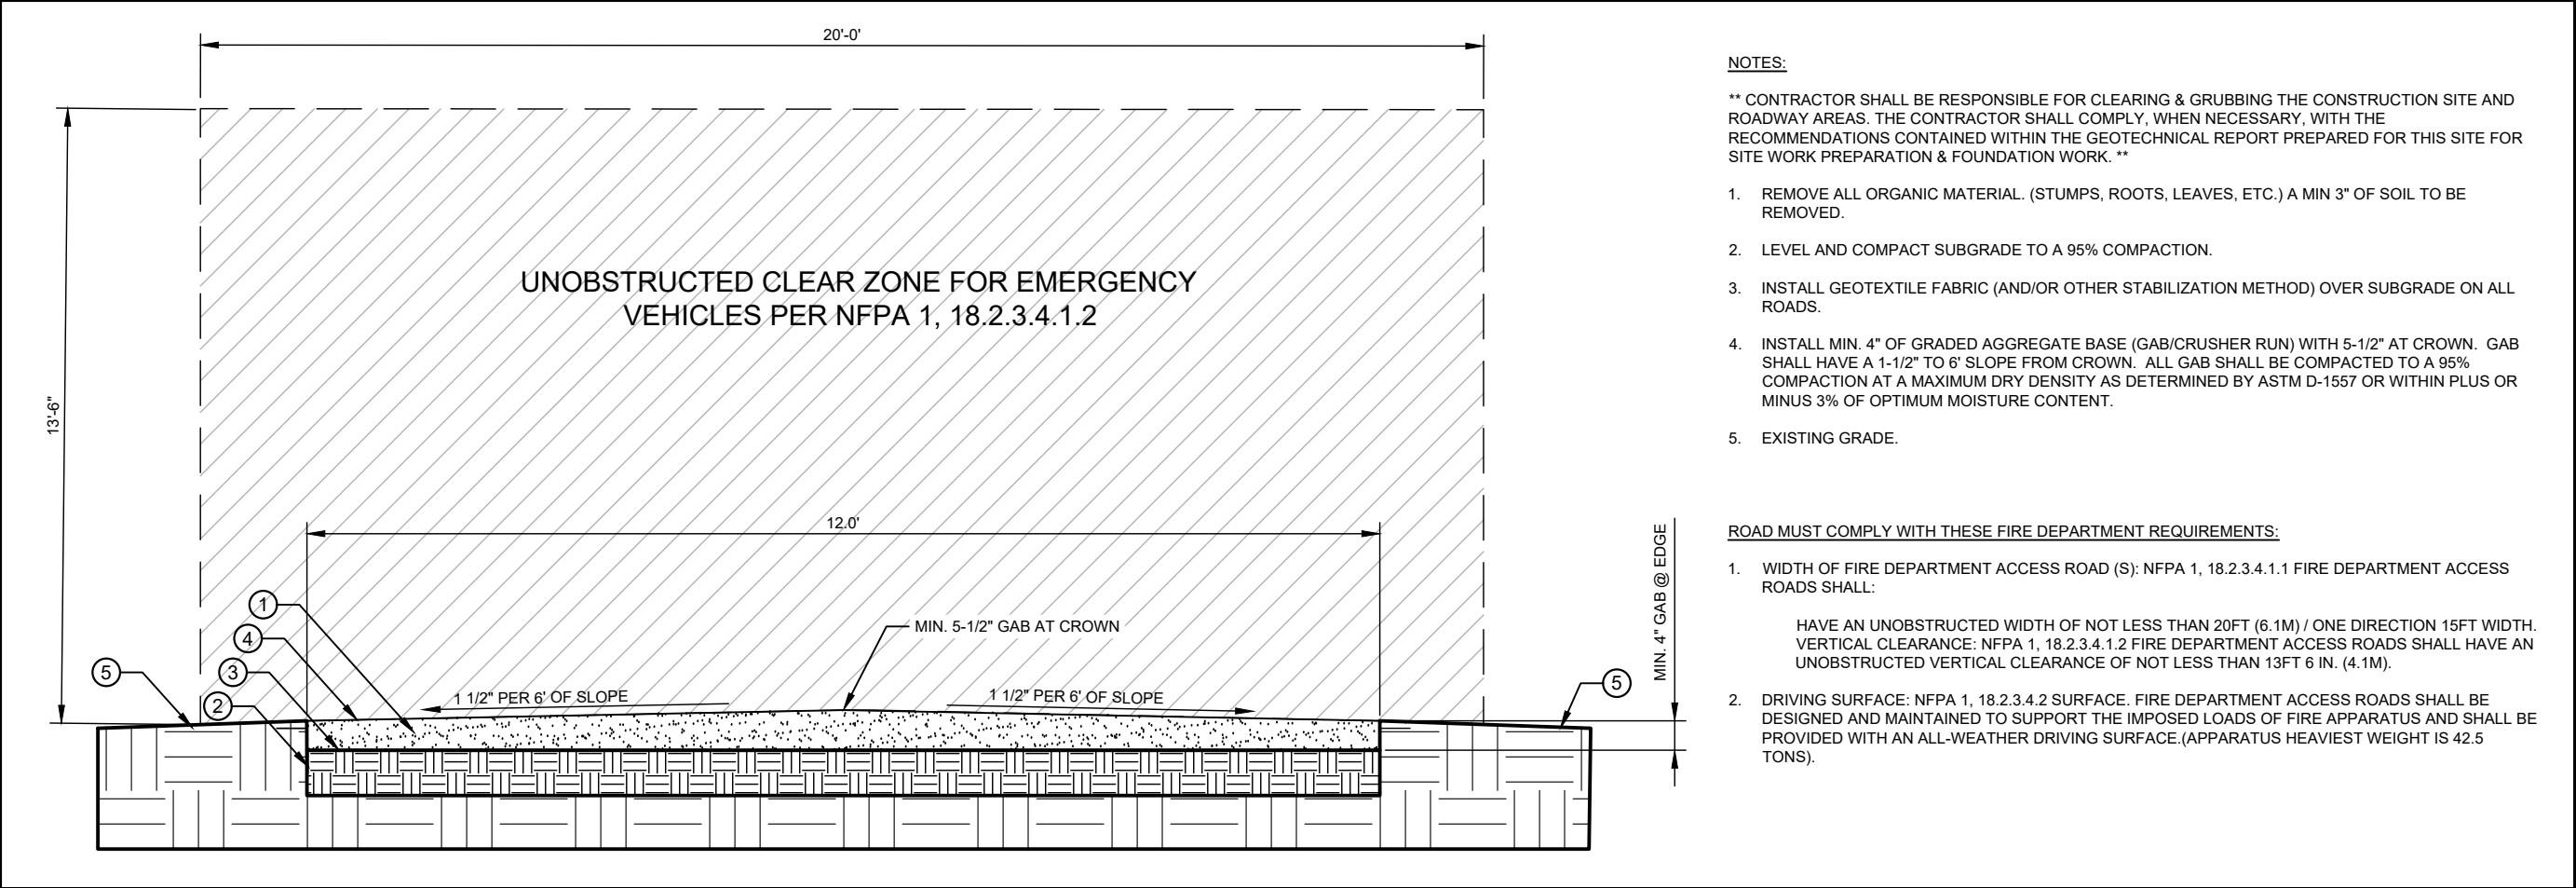 20'-0'
13'-6"
UNOBSTRUCTED CLEAR ZONE FOR EMERGENCY
VEHICLES PER NFPA 1, 18.2.3.4.1.2
12.0'
1
4
3
2
5
MIN. 5-1/2" GAB AT CROWN
1 1/2" PER 6' OF SLOPE
1 1/2" PER 6' OF SLOPE
5
MIN. 4" GAB @ EDGE
NOTES:
** CONTRACTOR SHALL BE RESPONSIBLE FOR CLEARING & GRUBBING THE CONSTRUCTION SITE AND
ROADWAY AREAS. THE CONTRACTOR SHALL COMPLY, WHEN NECESSARY, WITH THE
RECOMMENDATIONS CONTAINED WITHIN THE GEOTECHNICAL REPORT PREPARED FOR THIS SITE FOR
SITE WORK PREPARATION & FOUNDATION WORK. **
1. REMOVE ALL ORGANIC MATERIAL. (STUMPS, ROOTS, LEAVES, ETC.) A MIN 3" OF SOIL TO BE
REMOVED.
2. LEVEL AND COMPACT SUBGRADE TO A 95% COMPACTION.
3. INSTALL GEOTEXTILE FABRIC (AND/OR OTHER STABILIZATION METHOD) OVER SUBGRADE ON ALL
ROADS.
4. INSTALL MIN. 4" OF GRADED AGGREGATE BASE (GAB/CRUSHER RUN) WITH 5-1/2" AT CROWN. GAB
SHALL HAVE A 1-1/2" TO 6' SLOPE FROM CROWN. ALL GAB SHALL BE COMPACTED TO A 95%
COMPACTION AT A MAXIMUM DRY DENSITY AS DETERMINED BY ASTM D-1557 OR WITHIN PLUS OR
MINUS 3% OF OPTIMUM MOISTURE CONTENT.
5. EXISTING GRADE.
ROAD MUST COMPLY WITH THESE FIRE DEPARTMENT REQUIREMENTS:
1. WIDTH OF FIRE DEPARTMENT ACCESS ROAD (S): NFPA 1, 18.2.3.4.1.1 FIRE DEPARTMENT ACCESS
ROADS SHALL:
HAVE AN UNOBSTRUCTED WIDTH OF NOT LESS THAN 20FT (6.1M) / ONE DIRECTION 15FT WIDTH.
VERTICAL CLEARANCE: NFPA 1, 18.2.3.4.1.2 FIRE DEPARTMENT ACCESS ROADS SHALL HAVE AN
UNOBSTRUCTED VERTICAL CLEARANCE OF NOT LESS THAN 13FT 6 IN. (4.1M).
2. DRIVING SURFACE: NFPA 1, 18.2.3.4.2 SURFACE. FIRE DEPARTMENT ACCESS ROADS SHALL BE
DESIGNED AND MAINTAINED TO SUPPORT THE IMPOSED LOADS OF FIRE APPARATUS AND SHALL BE
PROVIDED WITH AN ALL-WEATHER DRIVING SURFACE.(APPARATUS HEAVIEST WEIGHT IS 42.5
TONS).